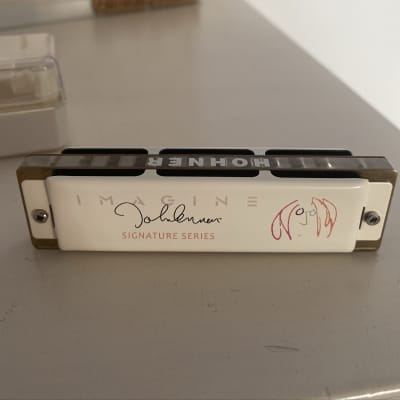 HOHNER
IMAGINE
John Lennon
SIGNATURE SERIES